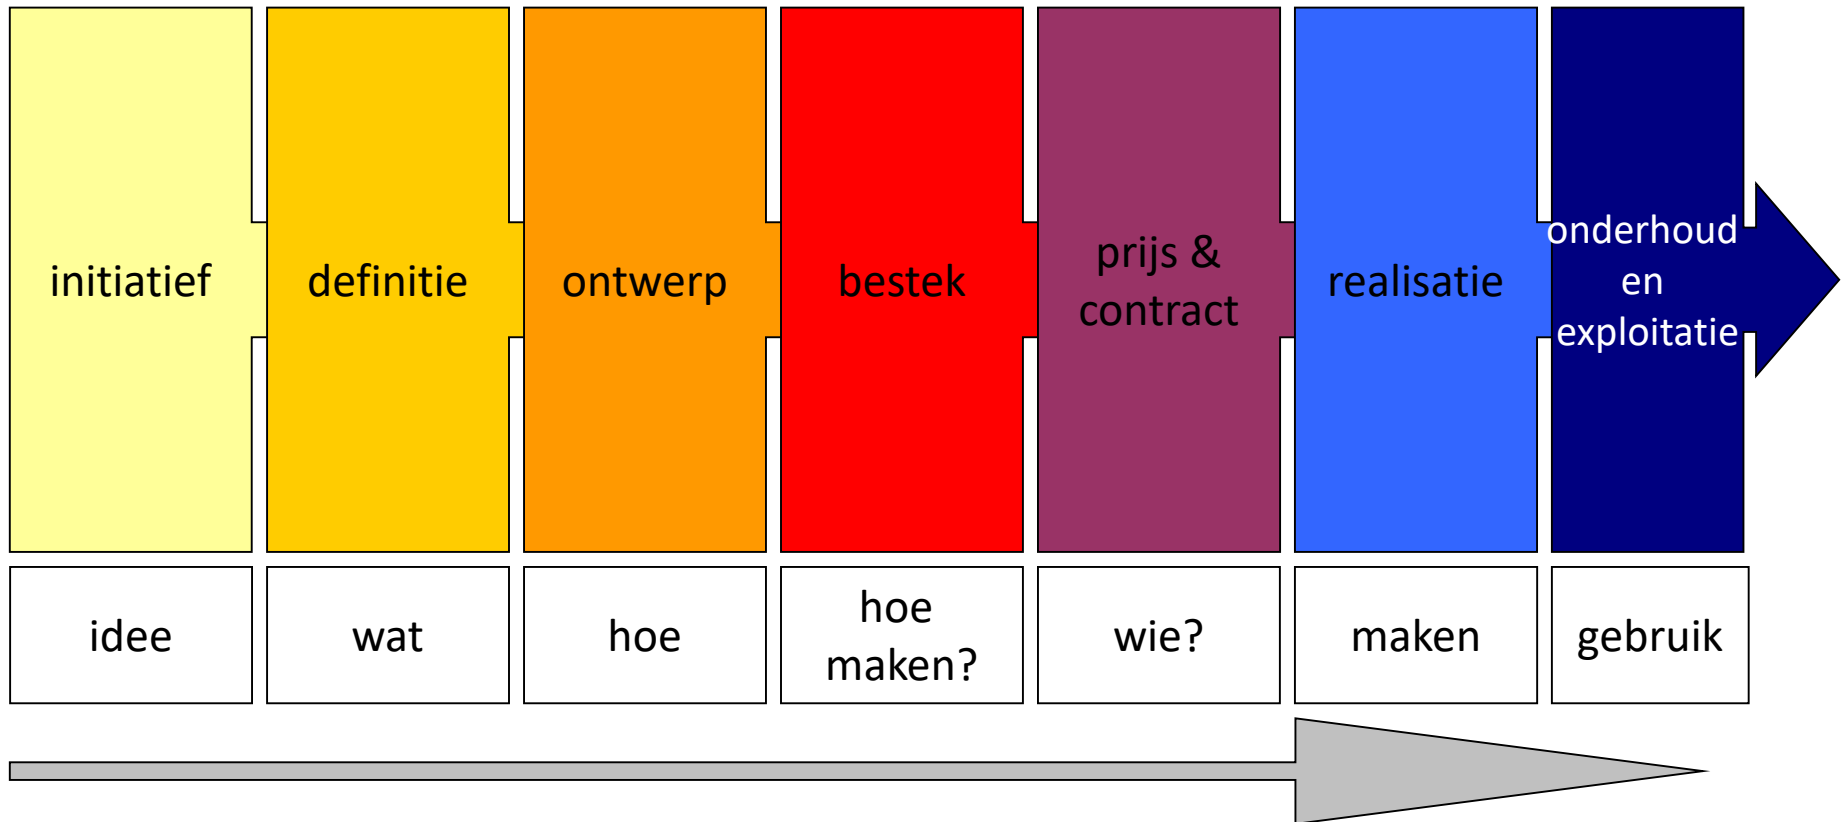 initiatief
definitie
ontwerp
bestek
prijs &
contract
realisatie
onderhoud
en
exploitatie
idee
wat
hoe
hoe
maken?
wie?
maken
gebruik